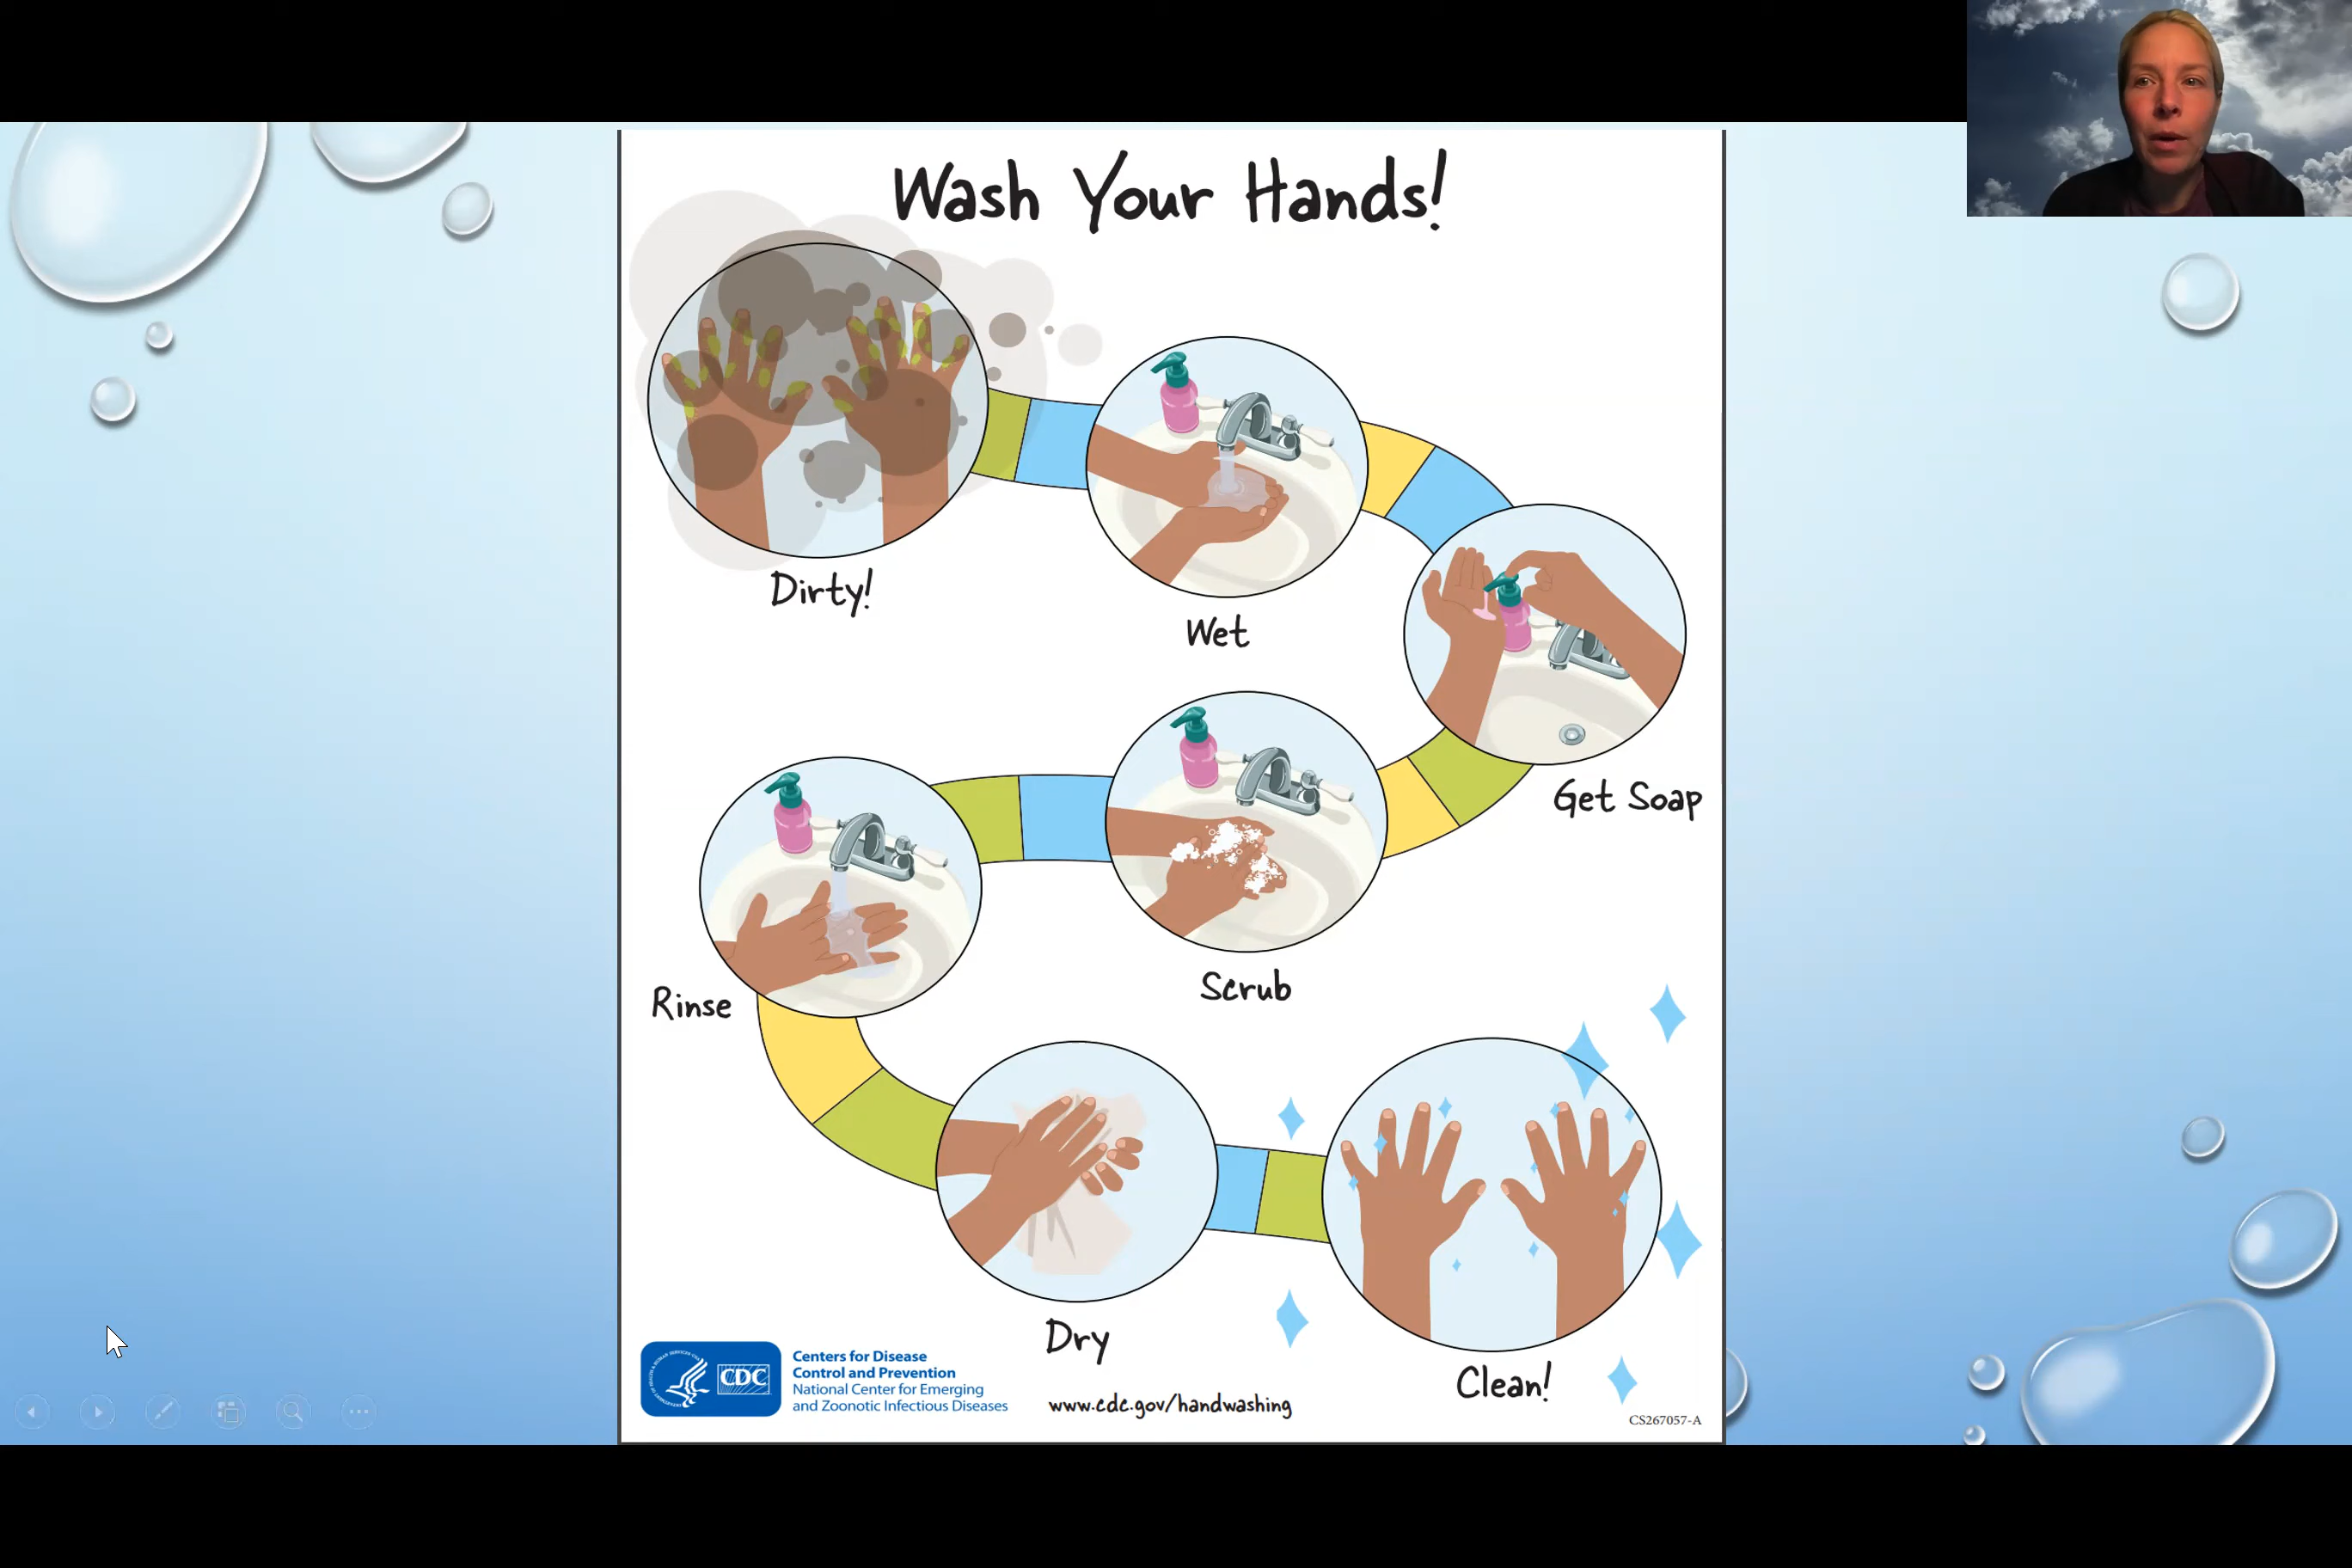 Wash Your Hands!
Dirty!
Wet
Get Soap
Scrub
Rinse
Dry
Clean!
CDC
Centers for Disease
Control and Prevention
National Center for Emerging
and Zoonotic Infectious Diseases
www.cdc.gov/handwashing
CS267057-A